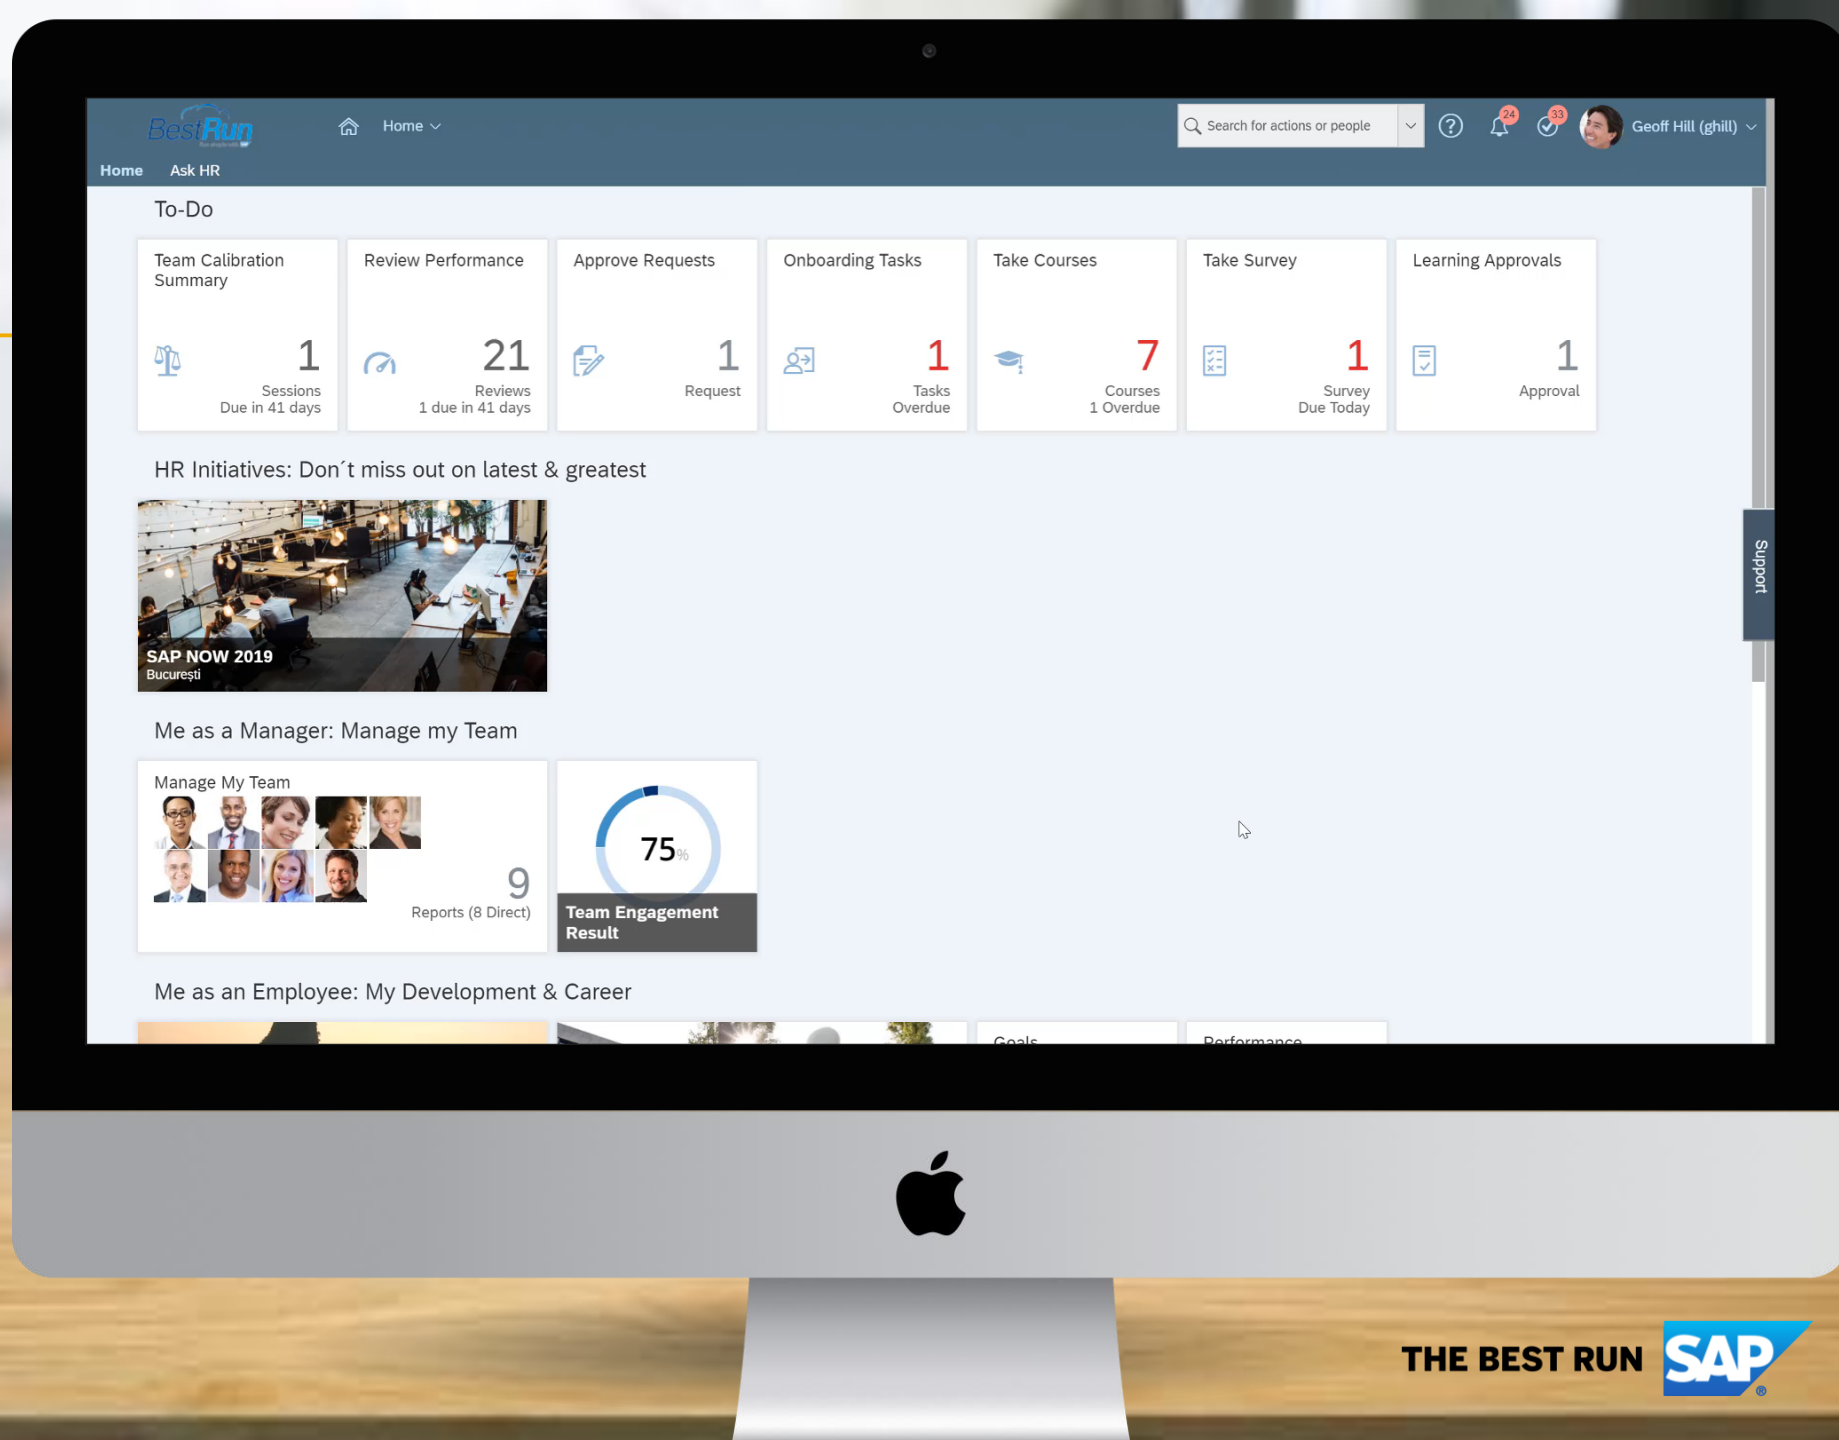 BestRun
Home
Search for actions or people
24
33
Geoff Hill (ghill)
Home
Ask HR
To-Do
Team Calibration
Summary
1
Sessions
Due in 41 days
Review Performance
21
Reviews
1 due in 41 days
Approve Requests
1
Request
Onboarding Tasks
1
Tasks
Overdue
Take Courses
7
Courses
1 Overdue
Take Survey
1
Survey
Due Today
Learning Approvals
1
Approval
HR Initiatives: Don´t miss out on latest & greatest
SAP NOW 2019
București
Support
Me as a Manager: Manage my Team
Manage My Team
9
Reports (8 Direct)
75%
Team Engagement
Result
Me as an Employee: My Development & Career
Goals
Performance
THE BEST RUN SAP®